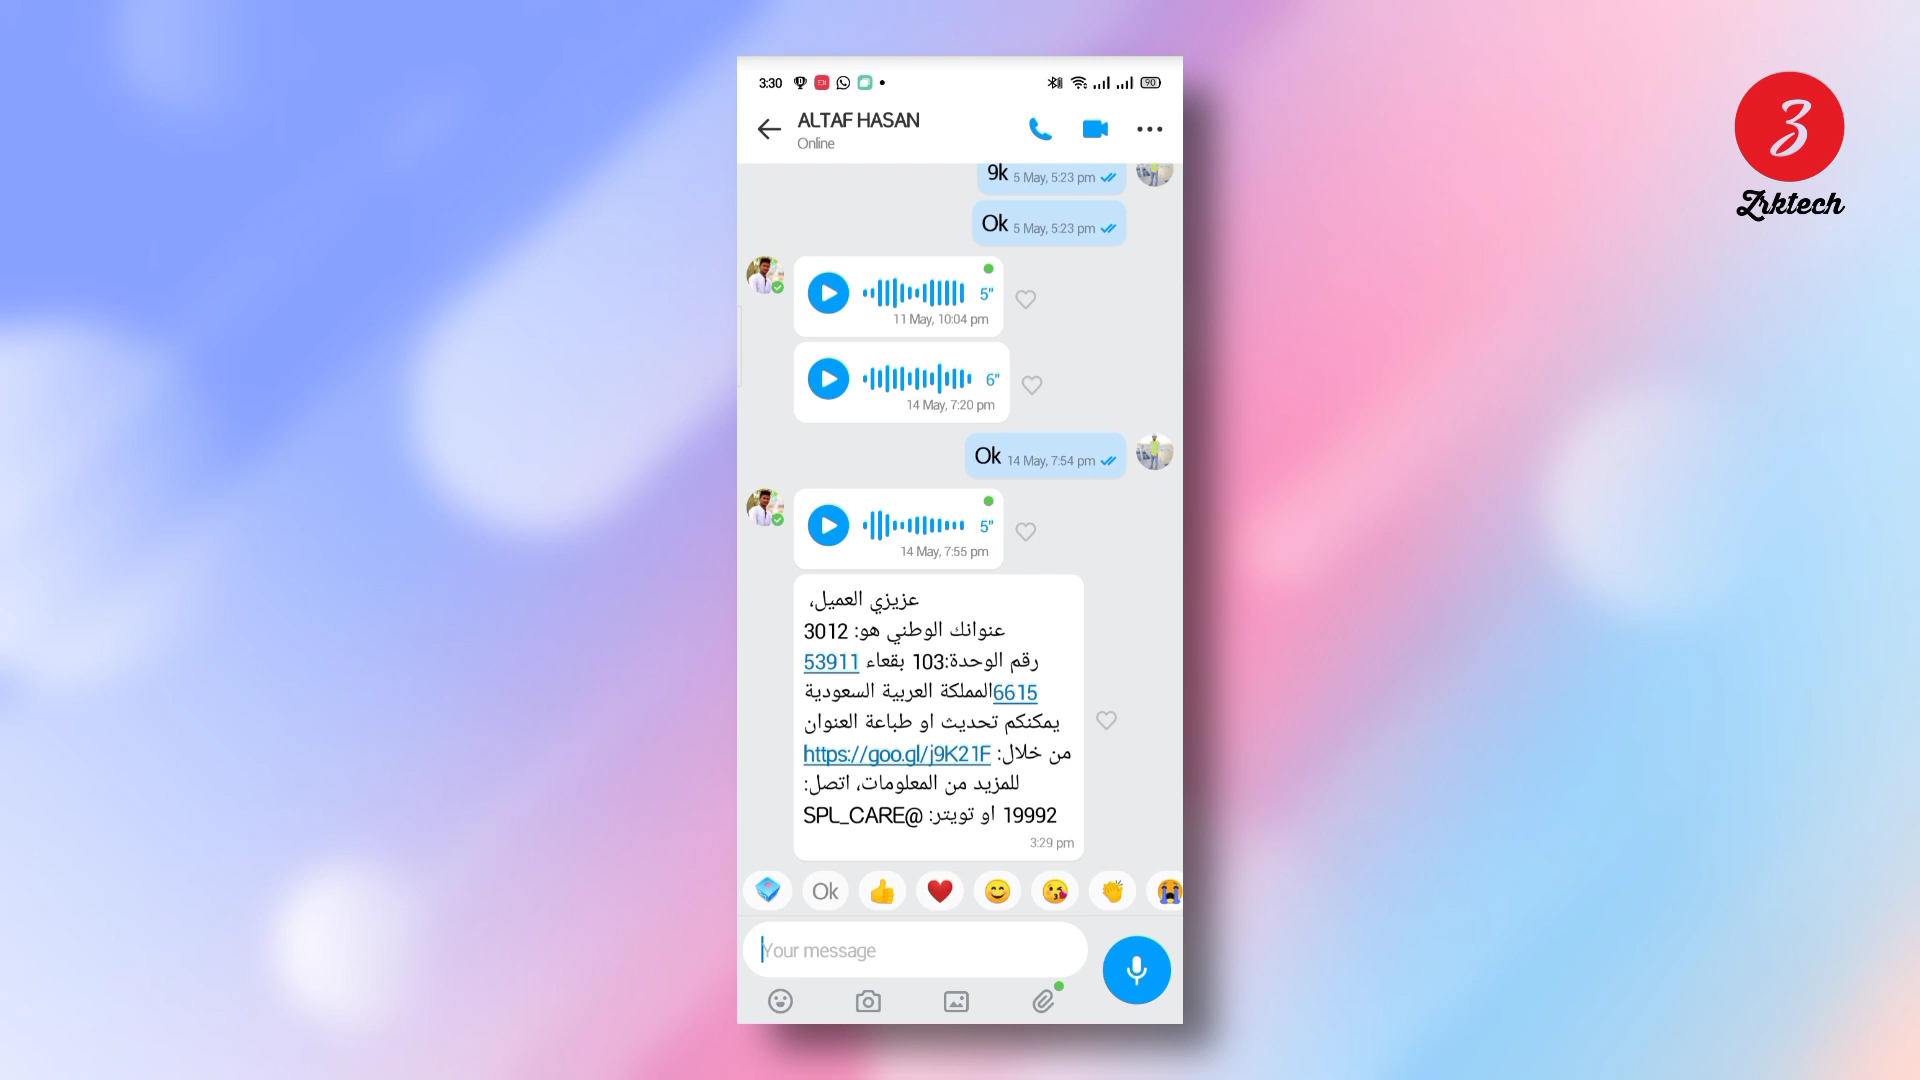 3:30
90
ALTAF HASAN
Online
9k 5 May, 5:23 pm
Ok 5 May, 5:23 pm
5"
11 May, 10:04 pm
6"
14 May, 7:20 pm
Ok 14 May, 7:54 pm
5"
14 May, 7:55 pm
عزيزي العميل،
عنوانك الوطني هو: 3012
رقم الوحدة:103 بقعاء 53911
6615المملكة العربية السعودية
يمكنكم تحديث او طباعة العنوان
من خلال: https://goo.gl/j9K21F
للمزيد من المعلومات، اتصل:
19992 او تويتر: @SPL_CARE
3:29 pm
Ok
Your message
3
Zrktech